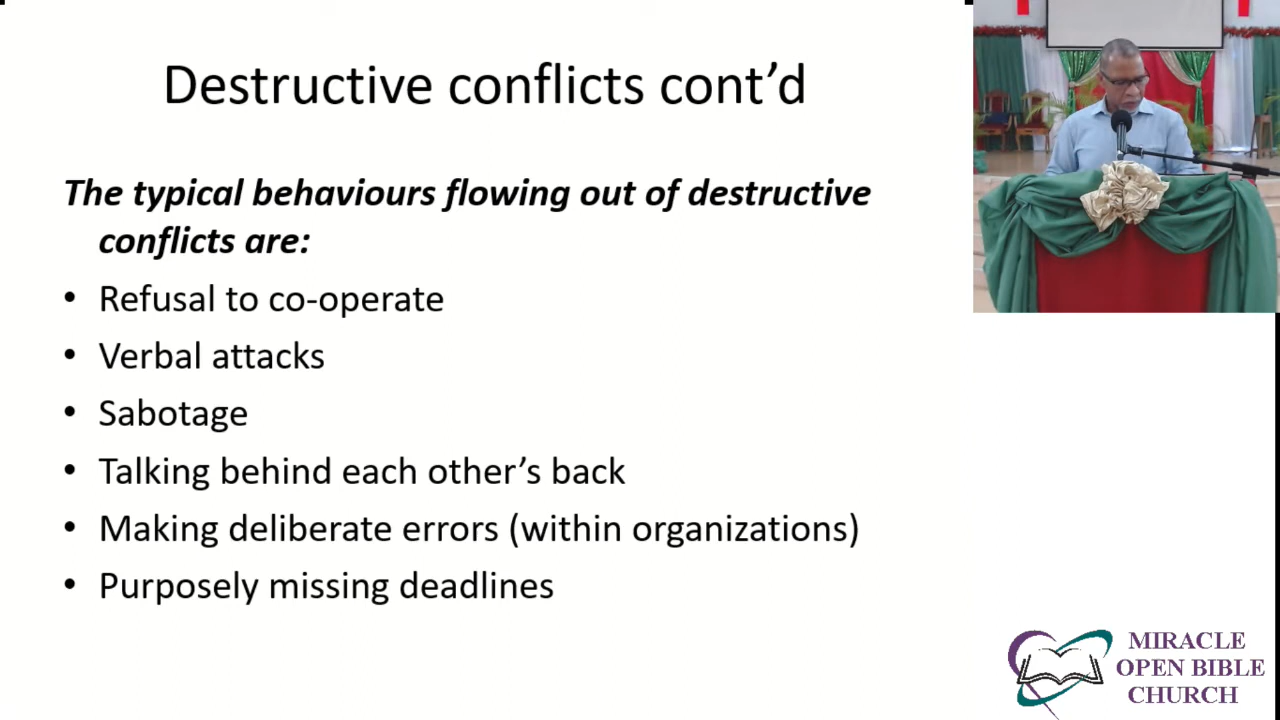 Destructive conflicts cont’d
The typical behaviours flowing out of destructive
conflicts are:
• Refusal to co-operate
• Verbal attacks
• Sabotage
• Talking behind each other’s back
• Making deliberate errors (within organizations)
• Purposely missing deadlines
MIRACLE
OPEN BIBLE
CHURCH